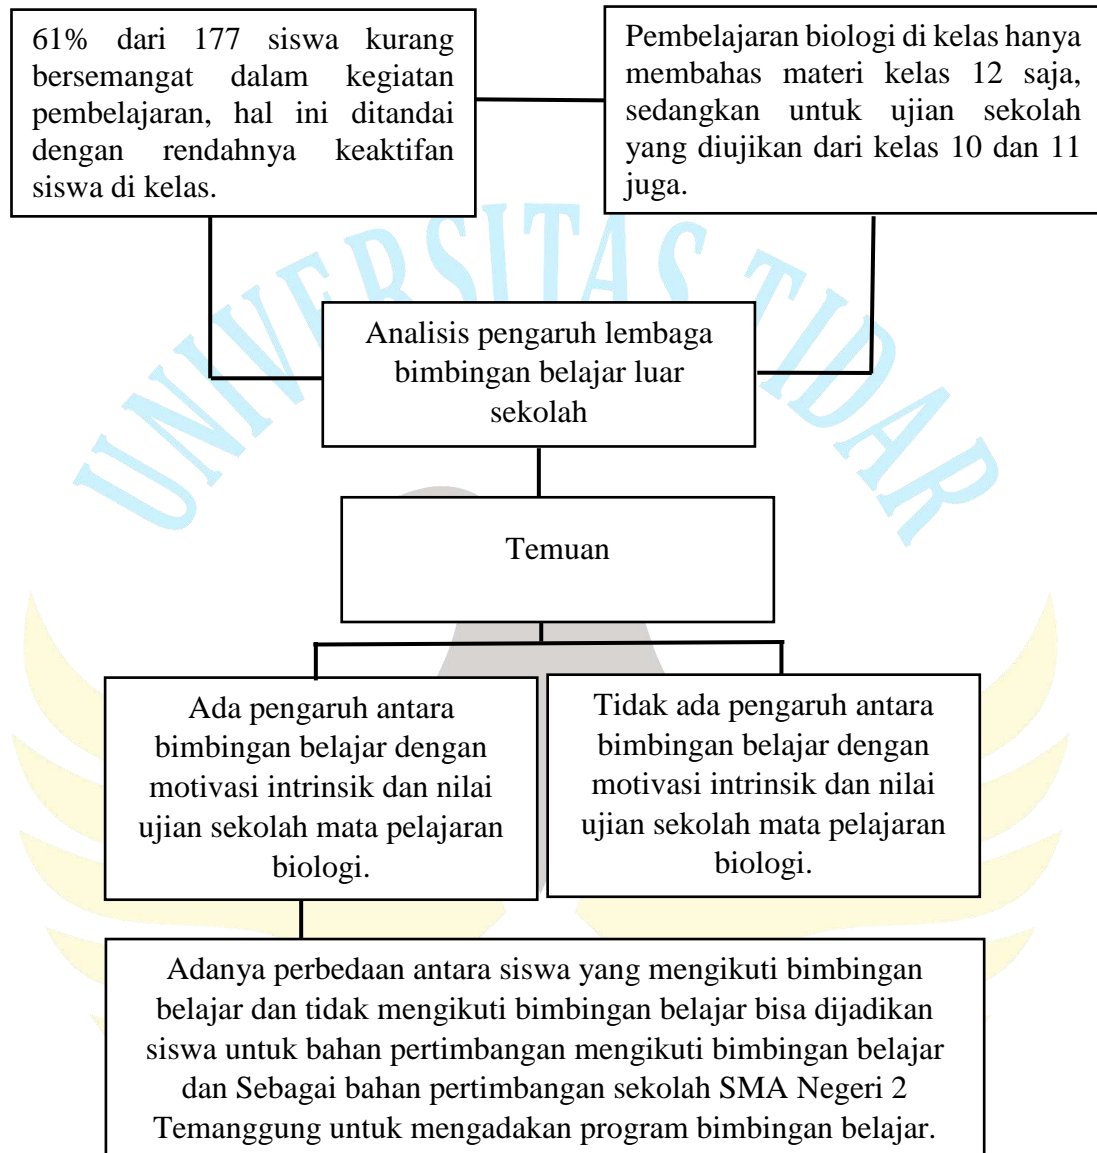 61% dari 177 siswa kurang
bersemangat dalam kegiatan
pembelajaran, hal ini ditandai
dengan rendahnya keaktifan
siswa di kelas.
Pembelajaran biologi di kelas hanya
membahas materi kelas 12 saja,
sedangkan untuk ujian sekolah
yang diujikan dari kelas 10 dan 11
juga.
UNIVERSITAS TIDAR
Analisis pengaruh lembaga
bimbingan belajar luar
sekolah
Temuan
Ada pengaruh antara
bimbingan belajar dengan
motivasi intrinsik dan nilai
ujian sekolah mata pelajaran
biologi.
Tidak ada pengaruh antara
bimbingan belajar dengan
motivasi intrinsik dan nilai
ujian sekolah mata pelajaran
biologi.
Adanya perbedaan antara siswa yang mengikuti bimbingan
belajar dan tidak mengikuti bimbingan belajar bisa dijadikan
siswa untuk bahan pertimbangan mengikuti bimbingan belajar
dan Sebagai bahan pertimbangan sekolah SMA Negeri 2
Temanggung untuk mengadakan program bimbingan belajar.